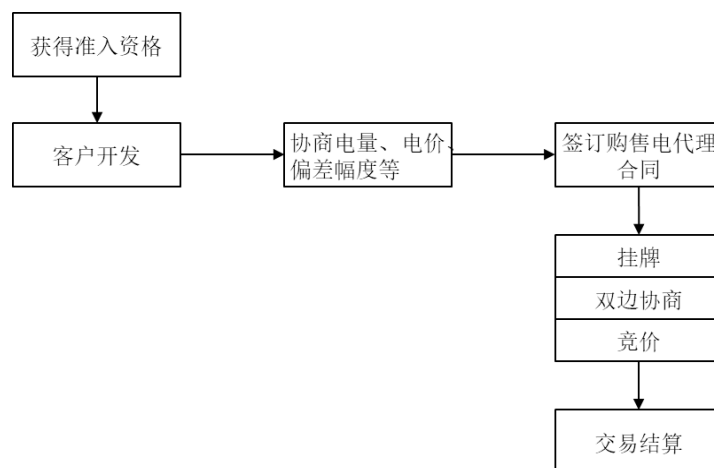 获得准入资格
客户开发
协商电量、电价、
偏差幅度等
签订购售电代理
合同
挂牌
双边协商
竞价
交易结算